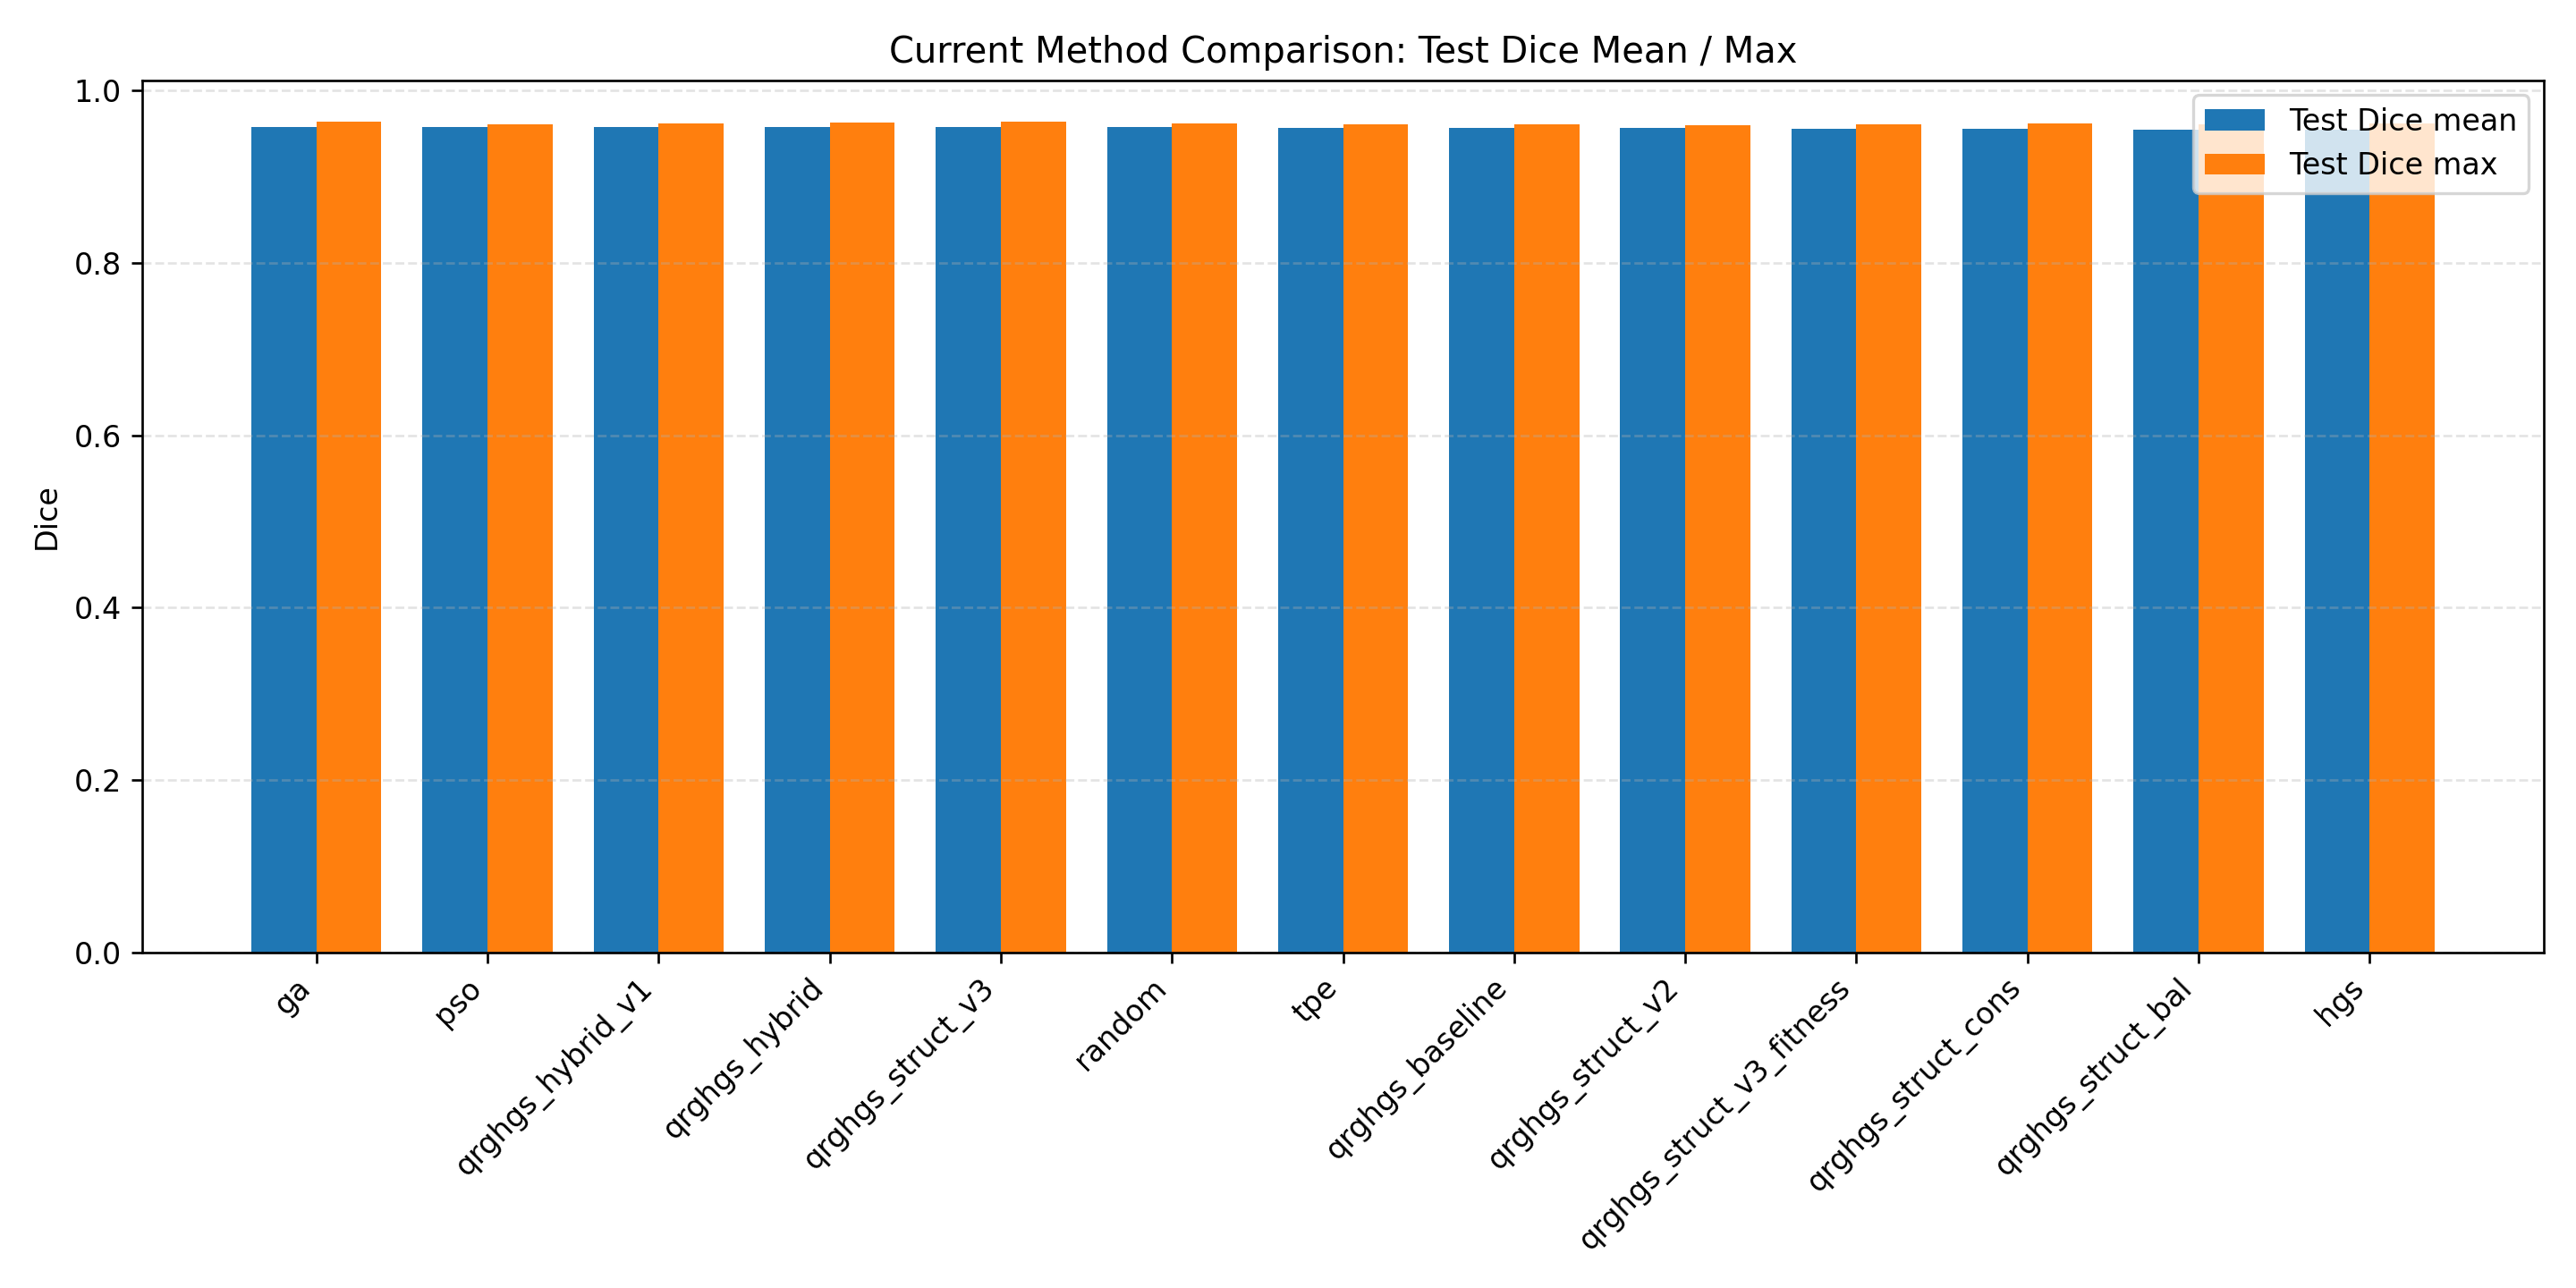 Current Method Comparison: Test Dice Mean / Max
Test Dice mean
Test Dice max
Dice
1.0
0.8
0.6
0.4
0.2
0.0
ga
pso
qrghgs_hybrid_v1
qrghgs_hybrid
qrghgs_struct_v3
random
tpe
qrghgs_baseline
qrghgs_struct_v2
qrghgs_struct_v3_fitness
qrghgs_struct_cons
qrghgs_struct_bal
hgs